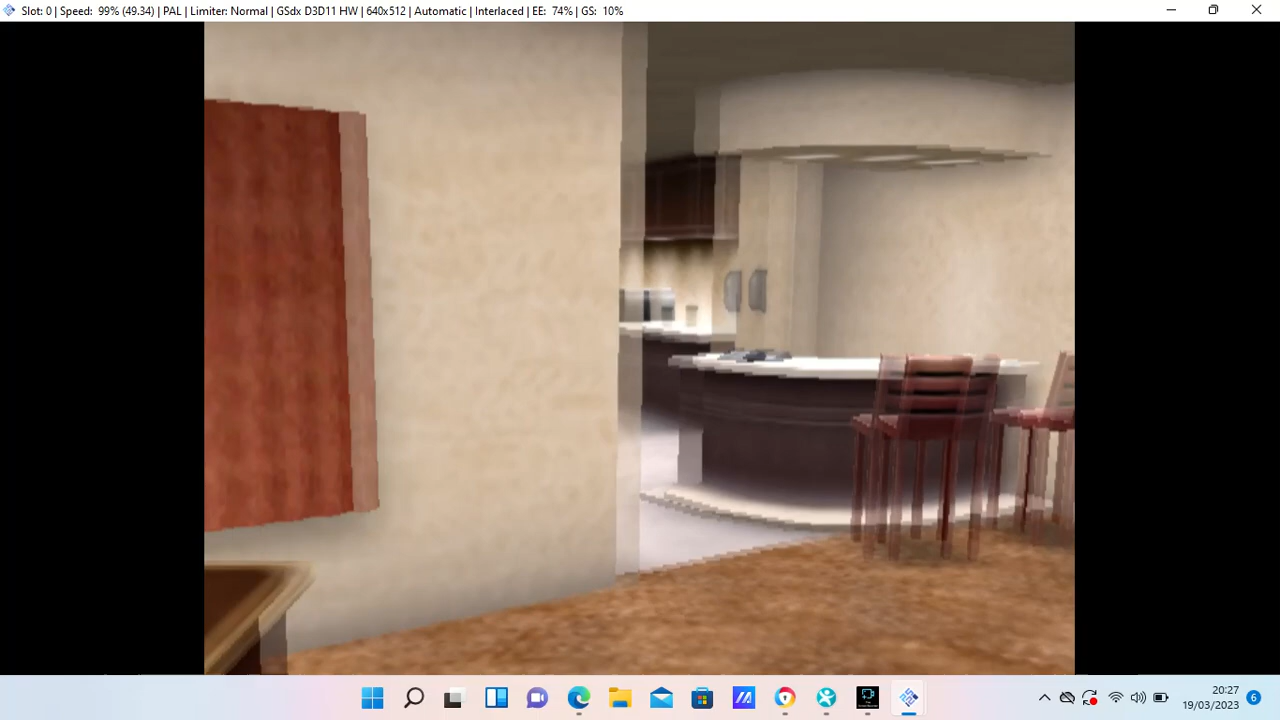 Slot: 0 | Speed: 99% (49.34) | PAL | Limiter: Normal | GSdx D3D11 HW | 640x512 | Automatic | Interlaced | EE: 74% | GS: 10%
20:27
19/03/2023
6